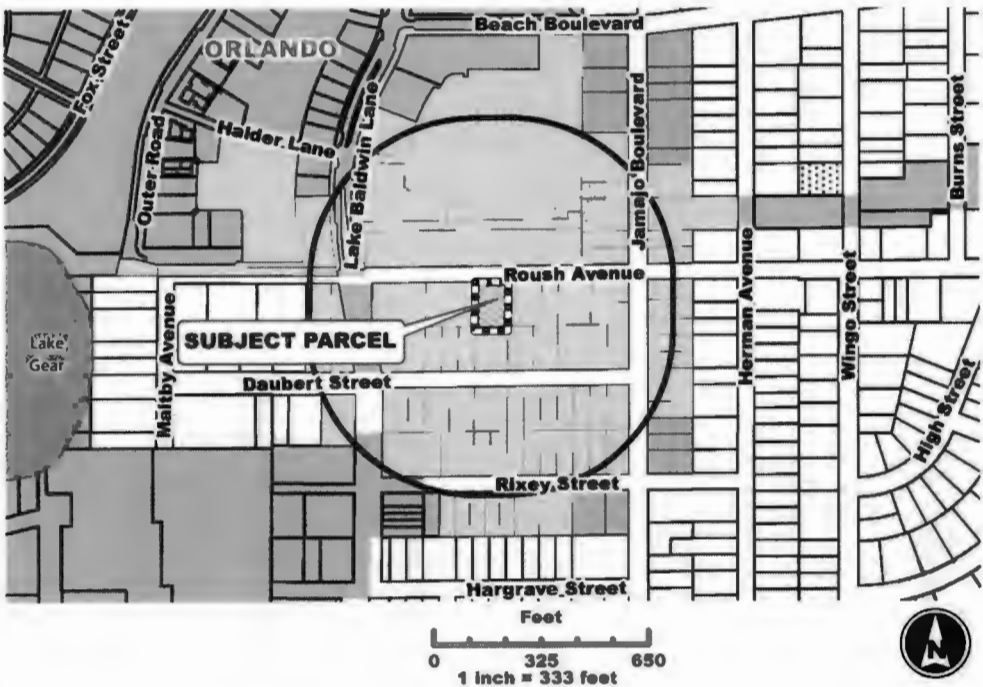 Beach Boulevard
ORLANDO
Fox Street
Halder Lane
Outer Road
Lake Baldwin Lane
Jamajo Boulevard
Burns Street
Roush Avenue
Lake
Gear
Maltby Avenue
SUBJECT PARCEL
Herman Avenue
Wingo Street
Daubert Street
High Street
Rixey Street
Hargrave Street
Feet
0 325 650
1 inch = 333 feet
N